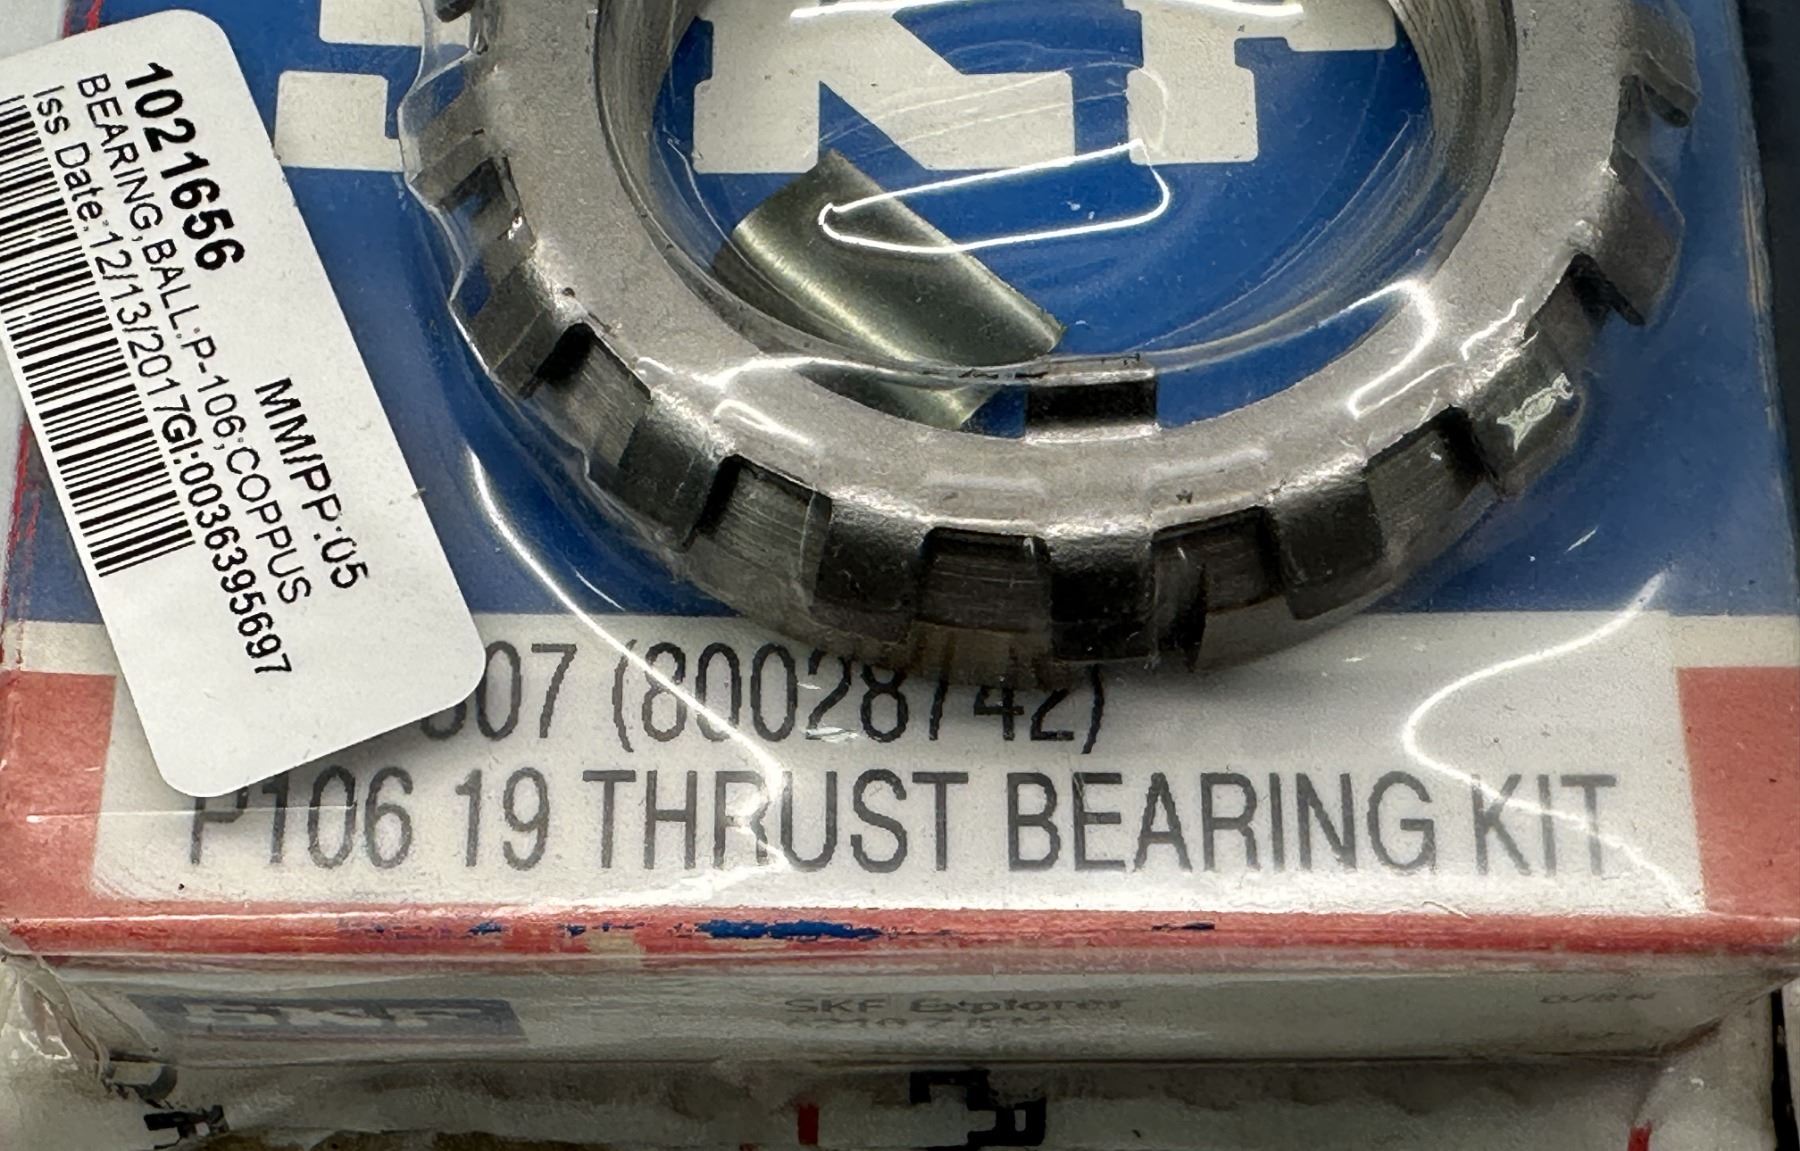 1021656
BEARING,BALL:P-106;COPPUS
MM/PP:05
Iss Date:12/13/2017GI:0036395697
07 (80028742)
P106 19 THRUST BEARING KIT
SKF Explorer